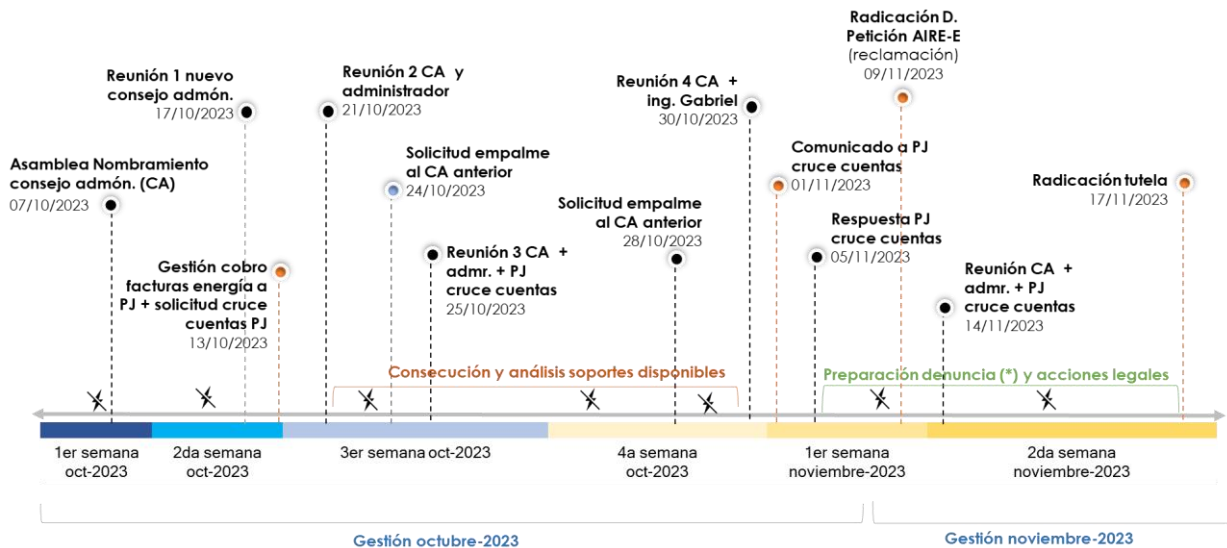 Asamblea Nombramiento
consejo admón. (CA)
07/10/2023
Reunión 1 nuevo
consejo admón.
17/10/2023
Gestión cobro
facturas energía a
PJ + solicitud cruce
cuentas PJ
13/10/2023
Reunión 2 CA y
administrador
21/10/2023
Solicitud empalme
al CA anterior
24/10/2023
Reunión 3 CA +
admr. + PJ
cruce cuentas
25/10/2023
Solicitud empalme
al CA anterior
28/10/2023
Reunión 4 CA +
ing. Gabriel
30/10/2023
Comunicado a PJ
cruce cuentas
01/11/2023
Respuesta PJ
cruce cuentas
05/11/2023
Radicación D.
Petición AIRE-E
(reclamación)
09/11/2023
Reunión CA +
admr. + PJ
cruce cuentas
14/11/2023
Radicación tutela
17/11/2023
Consecución y análisis soportes disponibles
Preparación denuncia (*) y acciones legales
1er semana
oct-2023
2da semana
oct-2023
3er semana oct-2023
4a semana
oct-2023
1er semana
noviembre-2023
2da semana
noviembre-2023
Gestión octubre-2023
Gestión noviembre-2023